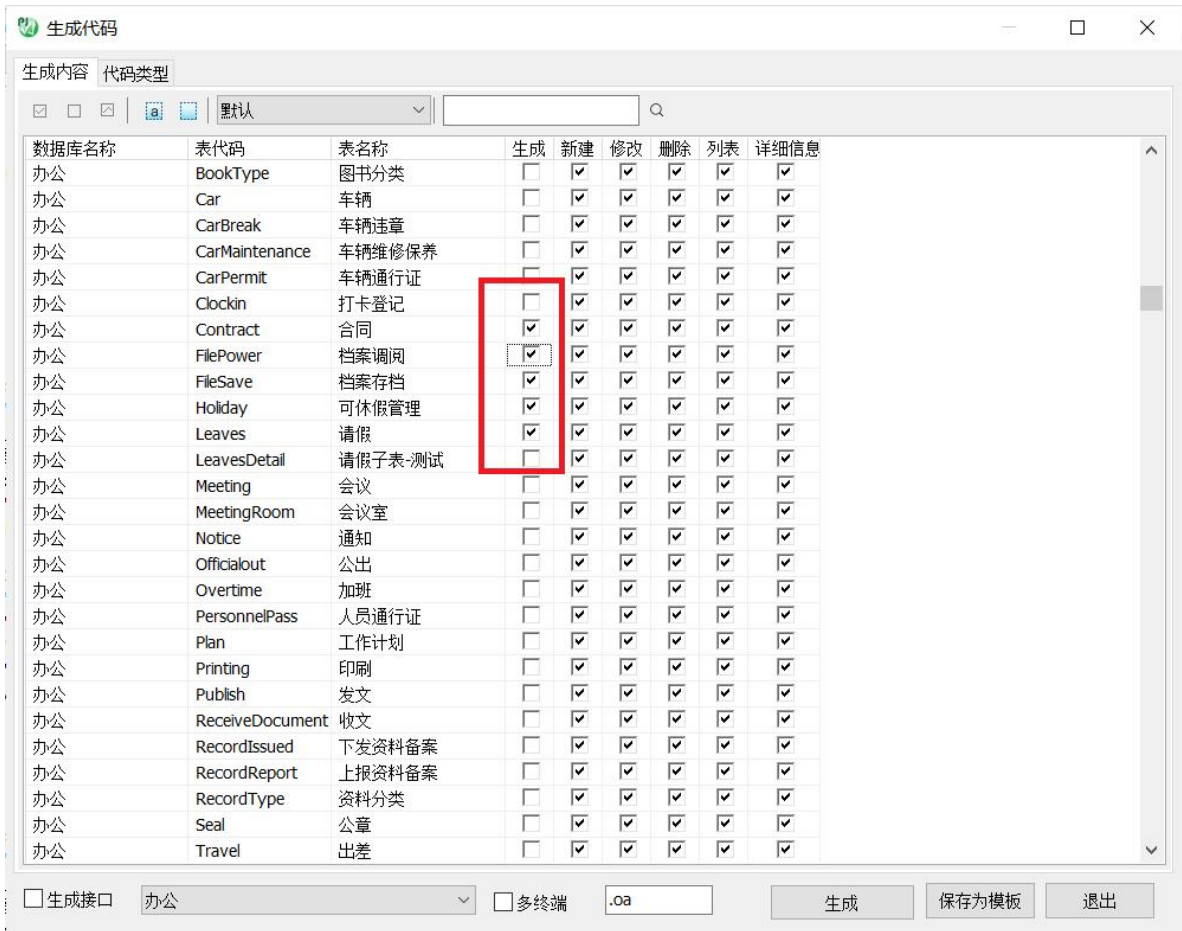 生成代码
生成内容 代码类型
a 默认
数据库名称 表代码 表名称 生成 新建 修改 删除 列表 详细信息
办公 BookType 图书分类
办公 Car 车辆
办公 CarBreak 车辆违章
办公 CarMaintenance 车辆维修保养
办公 CarPermit 车辆通行证
办公 Clockin 打卡登记
办公 Contract 合同
办公 FilePower 档案调阅
办公 FileSave 档案存档
办公 Holiday 可休假管理
办公 Leaves 请假
办公 LeavesDetail 请假子表-测试
办公 Meeting 会议
办公 MeetingRoom 会议室
办公 Notice 通知
办公 Officialout 公出
办公 Overtime 加班
办公 PersonnelPass 人员通行证
办公 Plan 工作计划
办公 Printing 印刷
办公 Publish 发文
办公 ReceiveDocument 收文
办公 RecordIssued 下发资料备案
办公 RecordReport 上报资料备案
办公 RecordType 资料分类
办公 Seal 公章
办公 Travel 出差
生成接口 办公 多终端 .oa 生成 保存为模板 退出